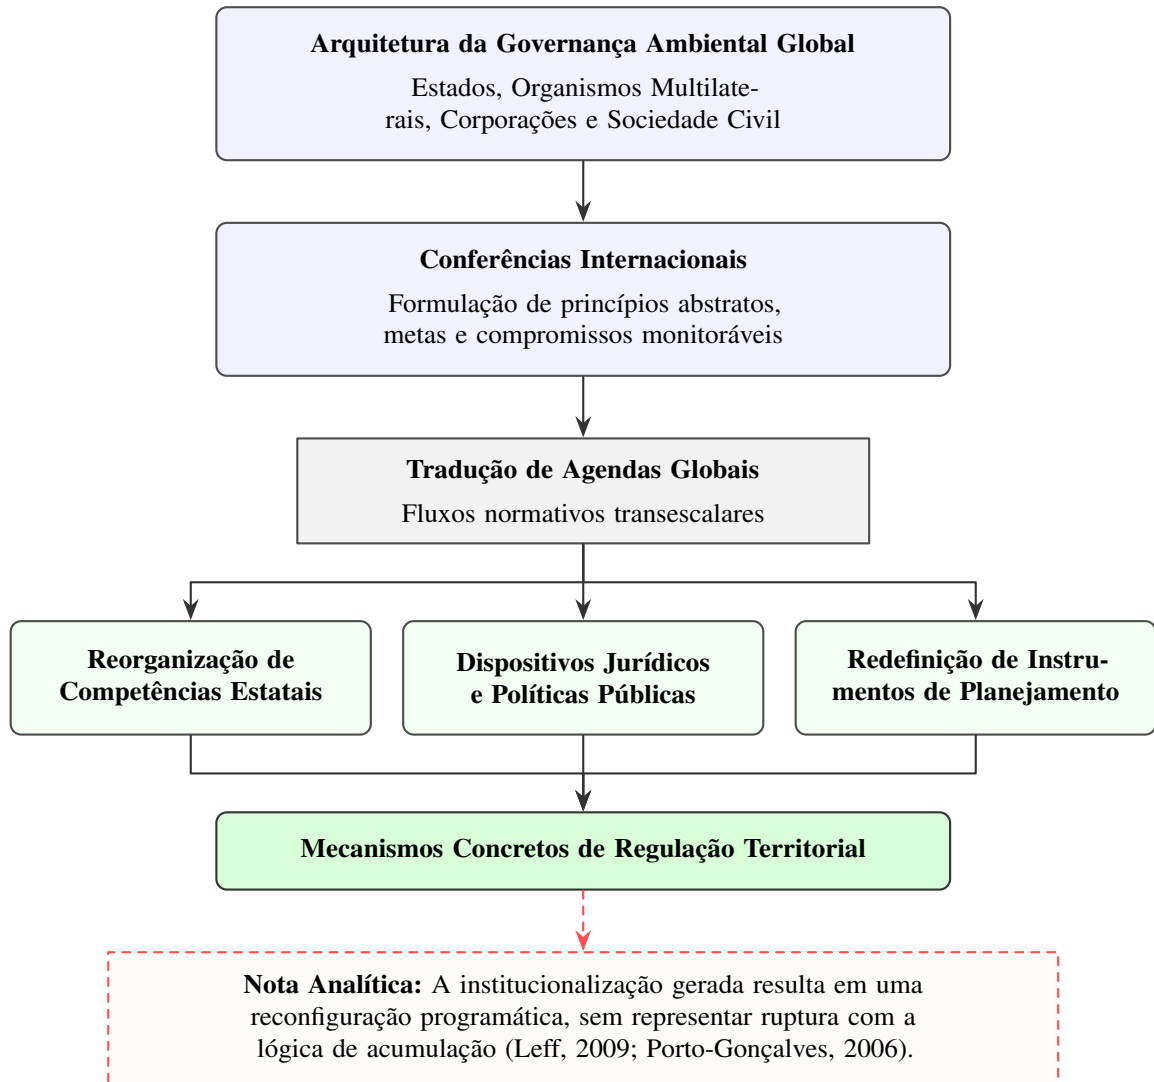 Arquitetura da Governança Ambiental Global
Estados, Organismos Multilate-
rais, Corporações e Sociedade Civil
Conferências Internacionais
Formulação de princípios abstratos,
metas e compromissos monitoráveis
Tradução de Agendas Globais
Fluxos normativos transescalares
Reorganização de
Competências Estatais
Dispositivos Jurídicos
e Políticas Públicas
Redefinição de Instru-
mentos de Planejamento
Mecanismos Concretos de Regulação Territorial
Nota Analítica: A institucionalização gerada resulta em uma
reconfiguração programática, sem representar ruptura com a
lógica de acumulação (Leff, 2009; Porto-Gonçalves, 2006).